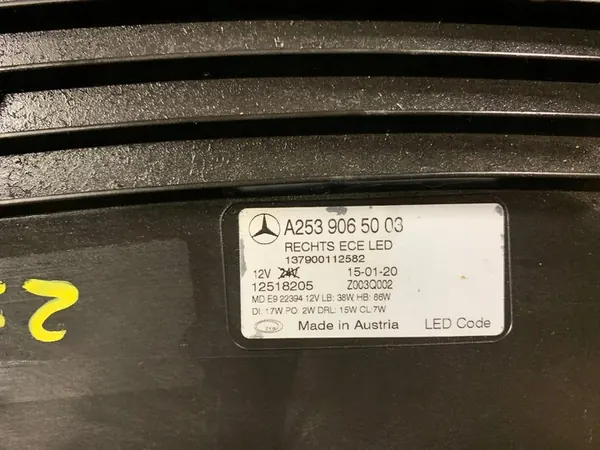 A253 906 50 03
RECHTS ECE LED
137900112582
12V 24V 15-01-20
12518205 Z003Q002
MD E9 22394 12V LB: 38W, HB: 86W
DI: 17W PO: 2W DRL: 15W CL:7W
Made in Austria LED Code